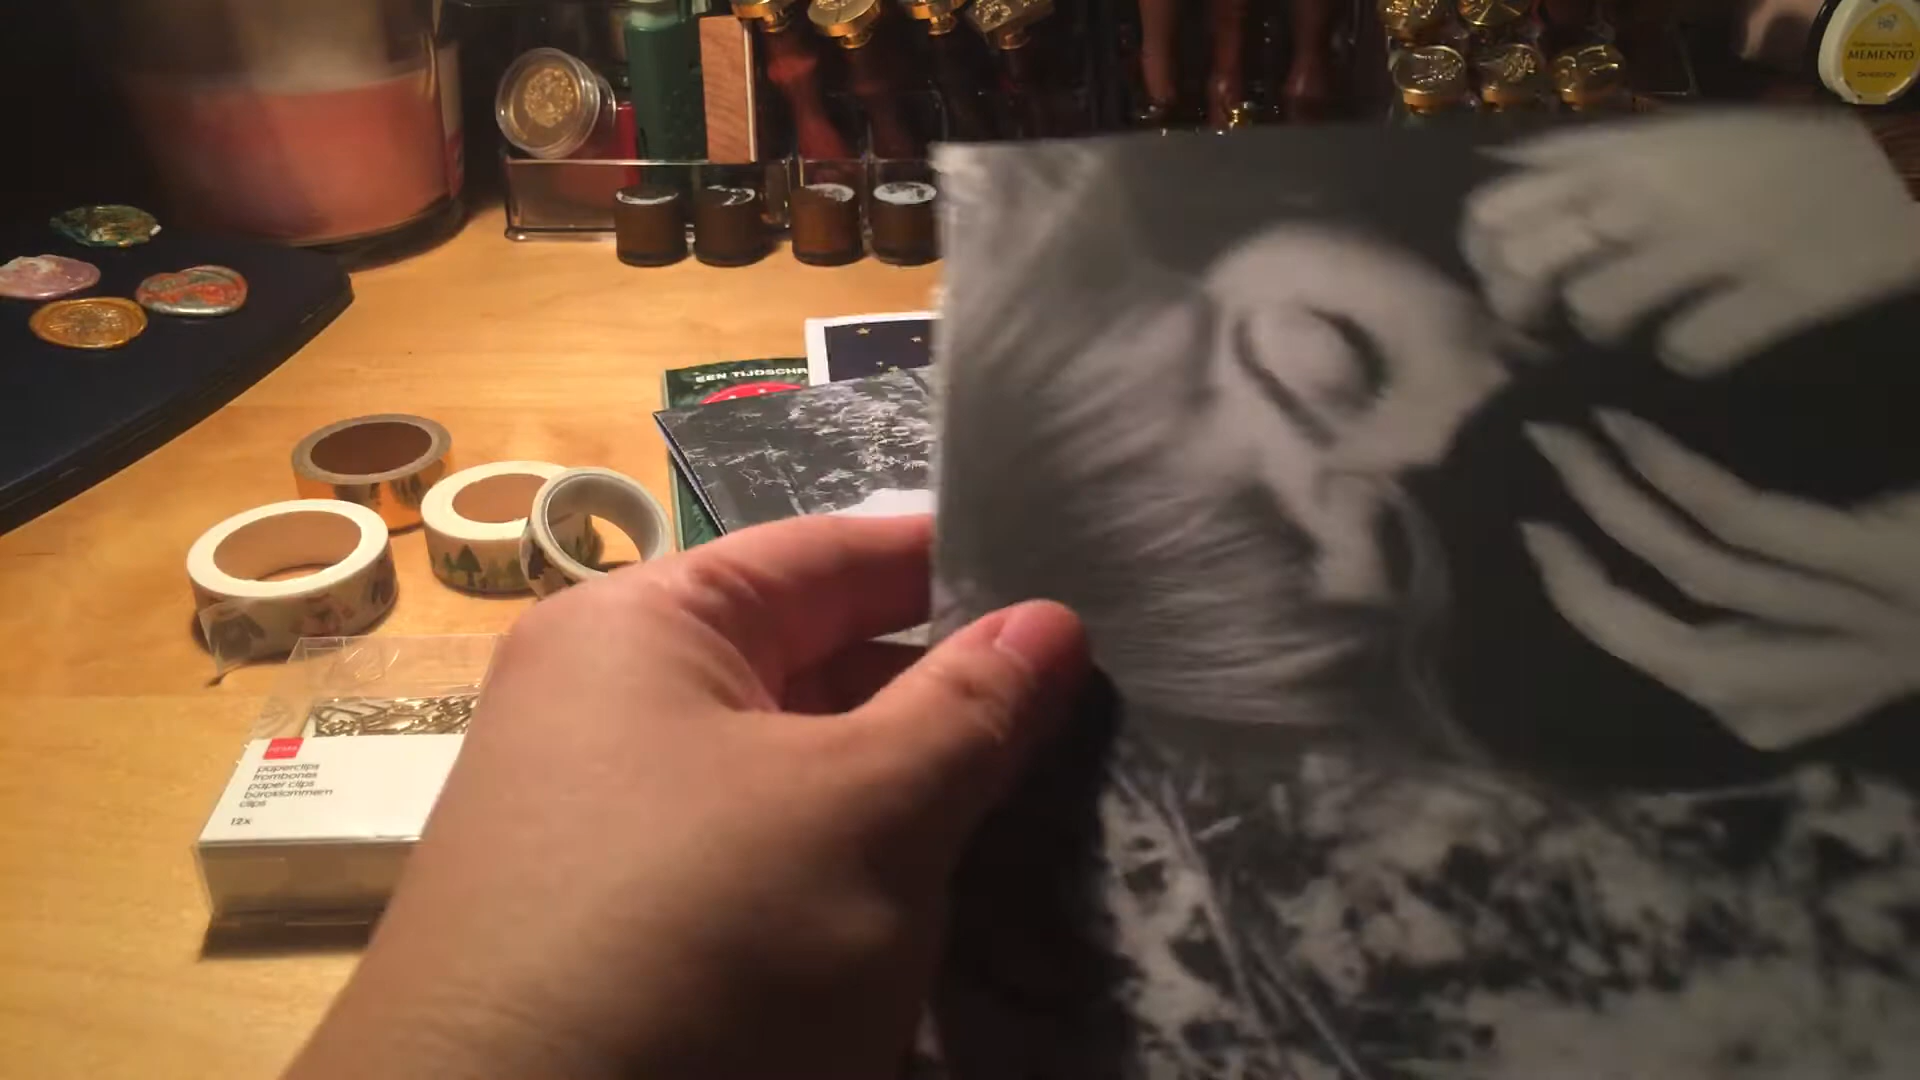 MEMENTO
EEN TIJDSCHR
HEMA
paperclips
trombones
paper clips
büroklammern
clips
12x